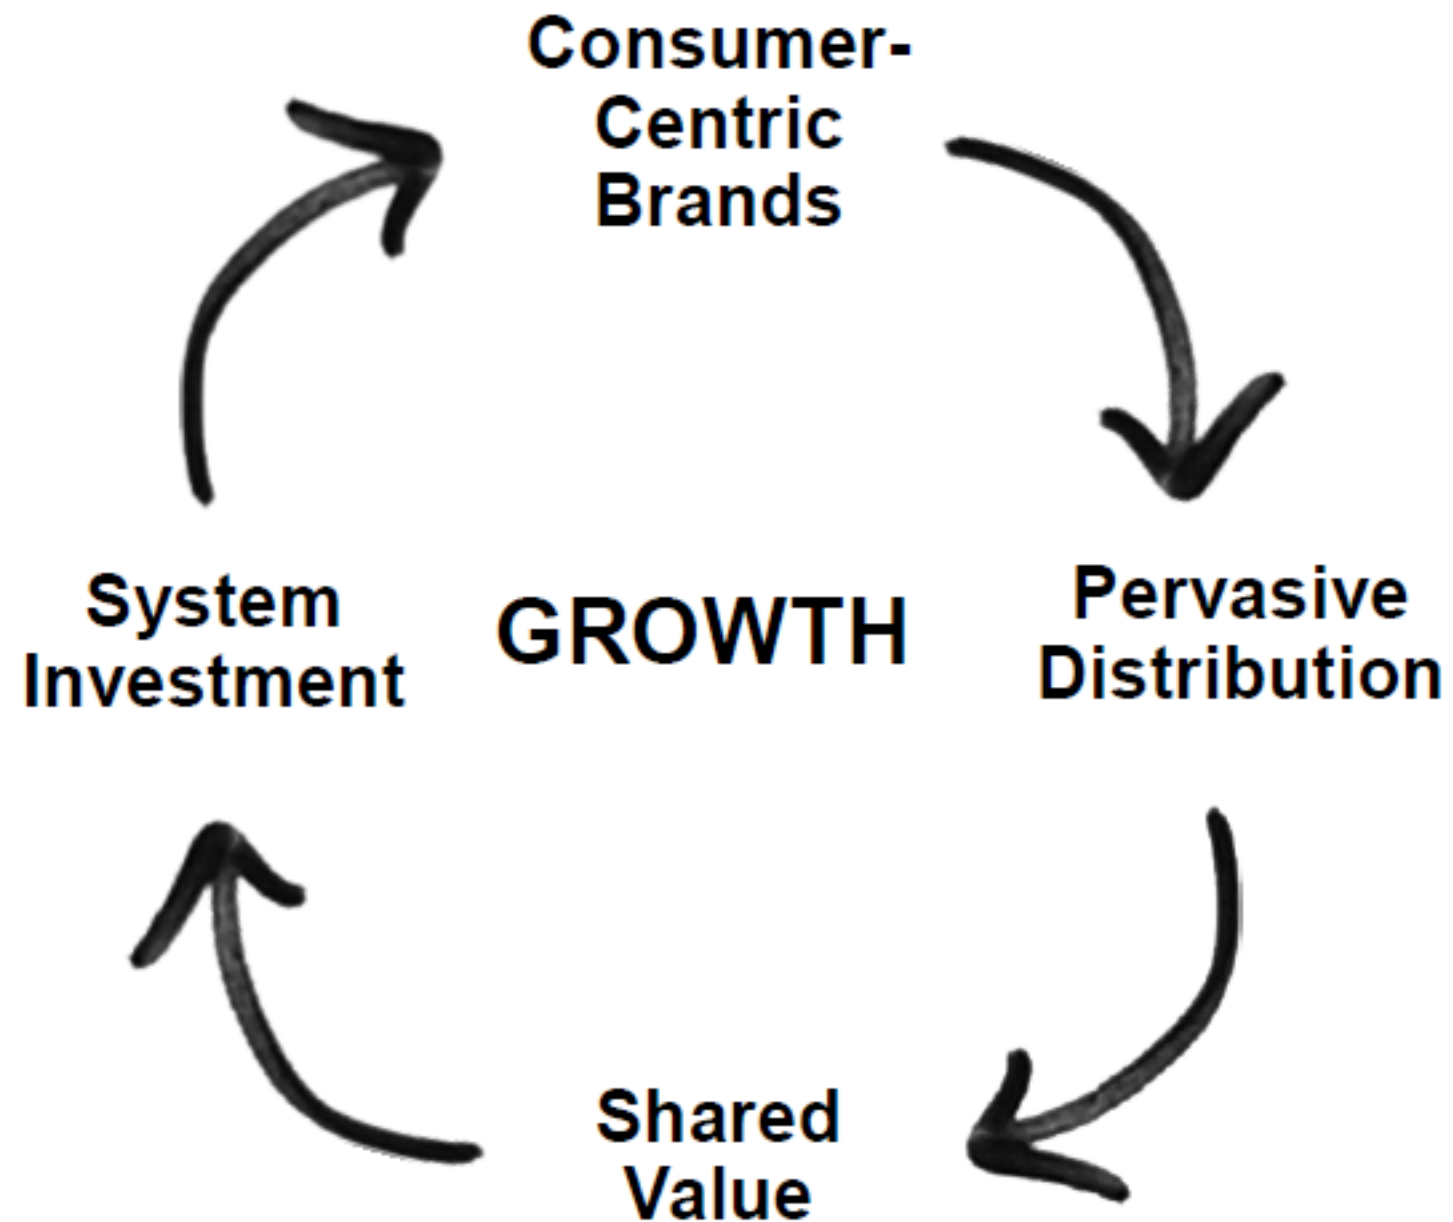 Consumer-
Centric
Brands
System
Investment
GROWTH
Pervasive
Distribution
Shared
Value